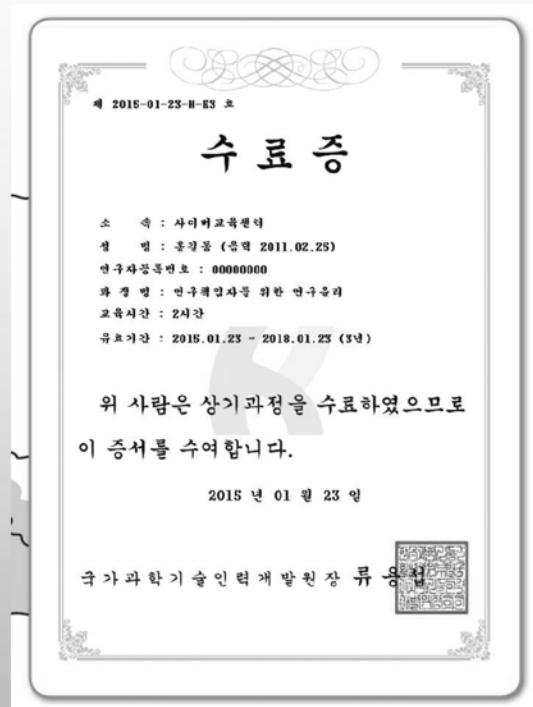 제 2015-01-23-H-E3 호
수료증
소 속 : 사이버교육센터
성 명 : 홍길동 (음력 2011.02.25)
연구자등록번호 : 00000000
과 정 명 : 연구책임자를 위한 연구윤리
교육시간 : 2시간
유효기간 : 2015.01.23 - 2018.01.23 (3년)
위 사람은 상기과정을 수료하였으므로
이 증서를 수여합니다.
2015 년 01 월 23 일
국가과학기술인력개발원장 류용섭